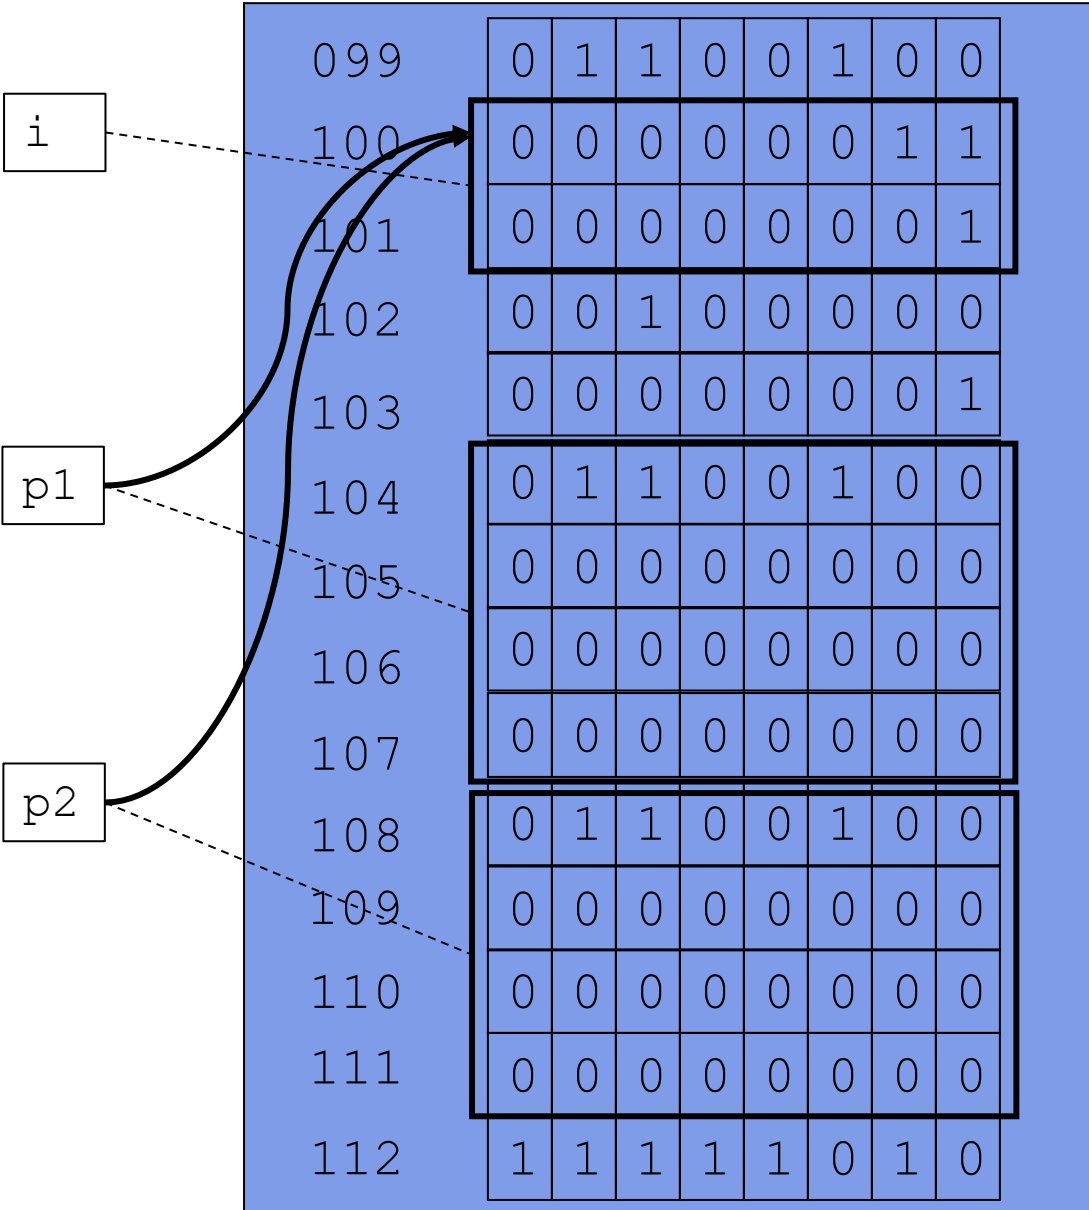 099 0 1 1 0 0 1 0 0
i
100 0 0 0 0 0 0 1 1
101 0 0 0 0 0 0 0 1
102 0 0 1 0 0 0 0 0
103 0 0 0 0 0 0 0 1
p1
104 0 1 1 0 0 1 0 0
105 0 0 0 0 0 0 0 0
106 0 0 0 0 0 0 0 0
107 0 0 0 0 0 0 0 0
p2
108 0 1 1 0 0 1 0 0
109 0 0 0 0 0 0 0 0
110 0 0 0 0 0 0 0 0
111 0 0 0 0 0 0 0 0
112 1 1 1 1 1 0 1 0